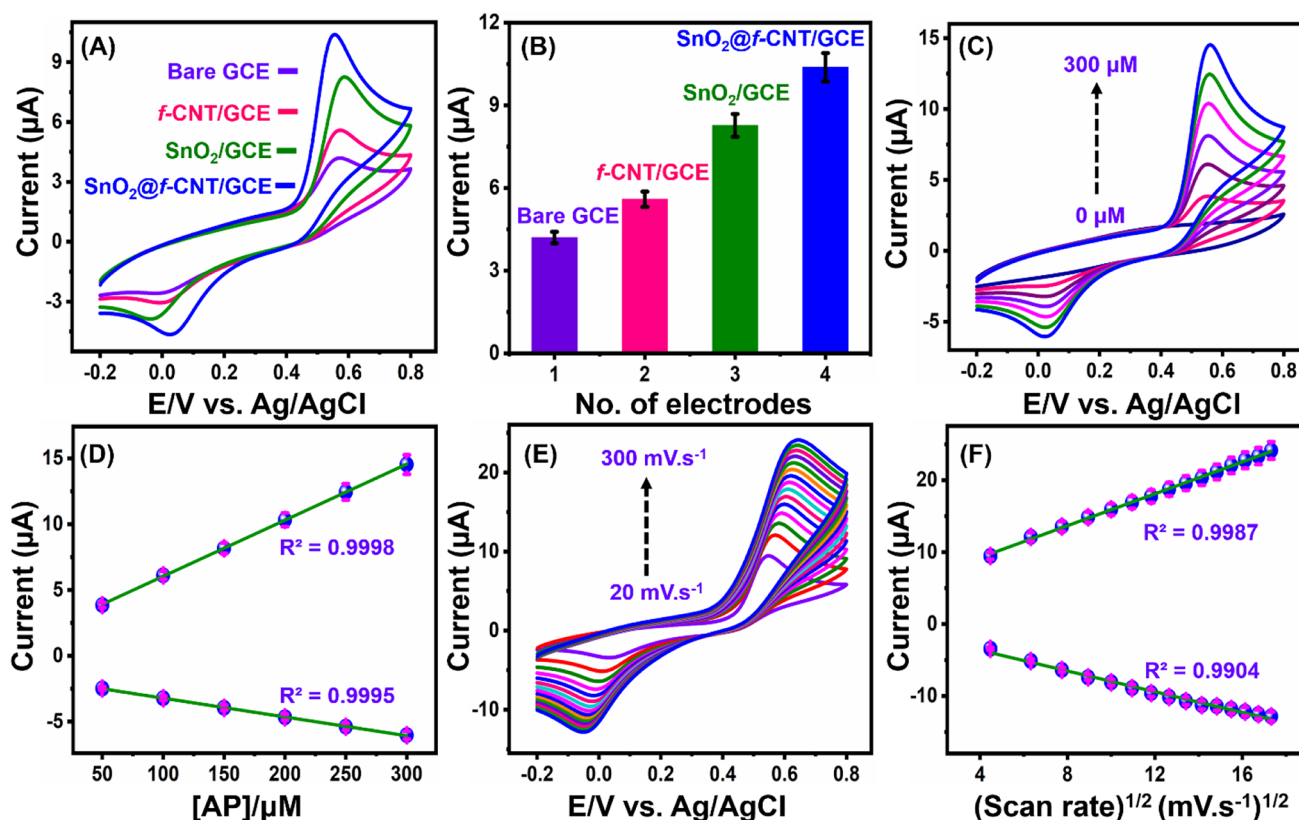 (A)
Bare GCE
f-CNT/GCE
SnO₂/GCE
SnO₂@f-CNT/GCE
Current (µA)
9
6
3
0
-3
-0.2 0.0 0.2 0.4 0.6 0.8
E/V vs. Ag/AgCl
(B)
SnO₂@f-CNT/GCE
SnO₂/GCE
f-CNT/GCE
Bare GCE
Current (µA)
12
9
6
3
0
1 2 3 4
No. of electrodes
(C)
300 µM
0 µM
Current (µA)
15
10
5
0
-5
-0.2 0.0 0.2 0.4 0.6 0.8
E/V vs. Ag/AgCl
(D)
R² = 0.9998
R² = 0.9995
Current (µA)
15
10
5
0
-5
50 100 150 200 250 300
[AP]/µM
(E)
300 mV.s⁻¹
20 mV.s⁻¹
Current (µA)
20
10
0
-10
-0.2 0.0 0.2 0.4 0.6 0.8
E/V vs. Ag/AgCl
(F)
R² = 0.9987
R² = 0.9904
Current (µA)
20
10
0
-10
4 8 12 16
(Scan rate)¹ᐟ² (mV.s⁻¹)¹ᐟ²